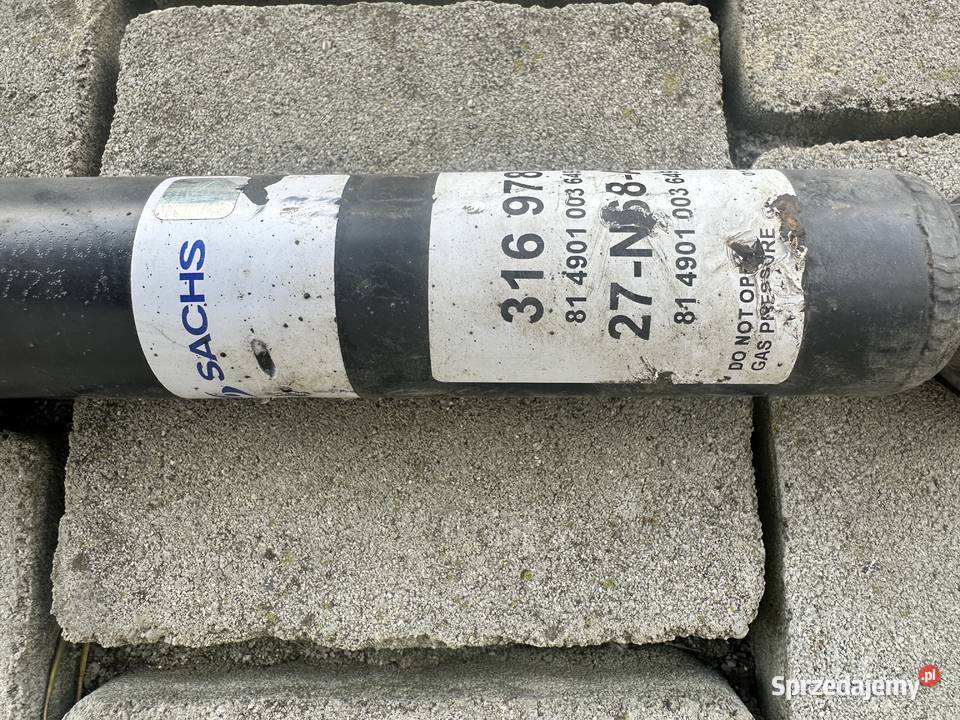 SACHS
316 978
81 4901 003 64
27-N68-
81 4901 003 64
DO NOT OP
GAS PRESSURE
Sprzedajemy.pl